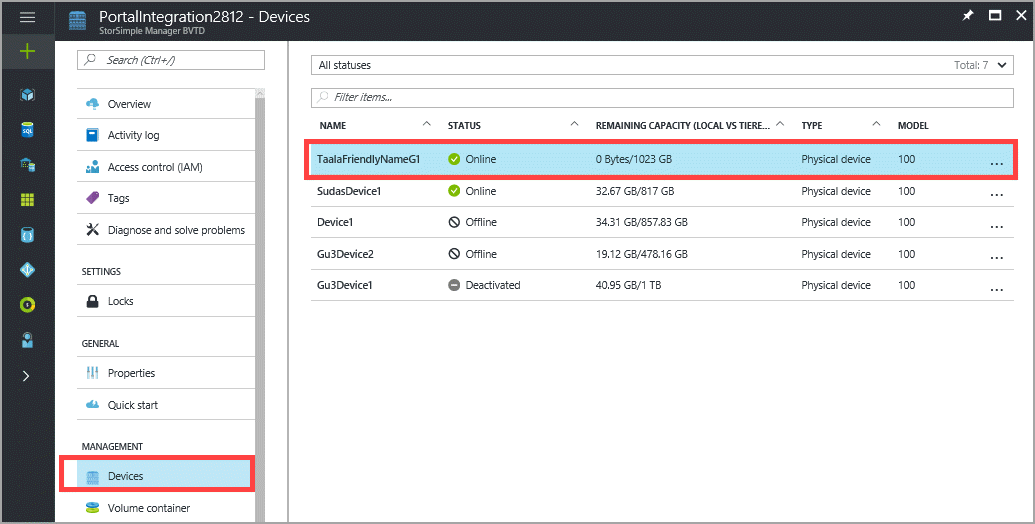 PortalIntegration2812 - Devices
StorSimple Manager BVTD
Search (Ctrl+/)
Overview
Activity log
Access control (IAM)
Tags
Diagnose and solve problems
SETTINGS
Locks
GENERAL
Properties
Quick start
MANAGEMENT
Devices
Volume container
SQL
All statuses Total: 7
Filter items...
NAME STATUS REMAINING CAPACITY (LOCAL VS TIERE... TYPE MODEL
TaalaFriendlyNameG1 Online 0 Bytes/1023 GB Physical device 100 ...
SudasDevice1 Online 32.67 GB/817 GB Physical device 100 ...
Device1 Offline 34.31 GB/857.83 GB Physical device 100 ...
Gu3Device2 Offline 19.12 GB/478.16 GB Physical device 100 ...
Gu3Device1 Deactivated 40.95 GB/1 TB Physical device 100 ...